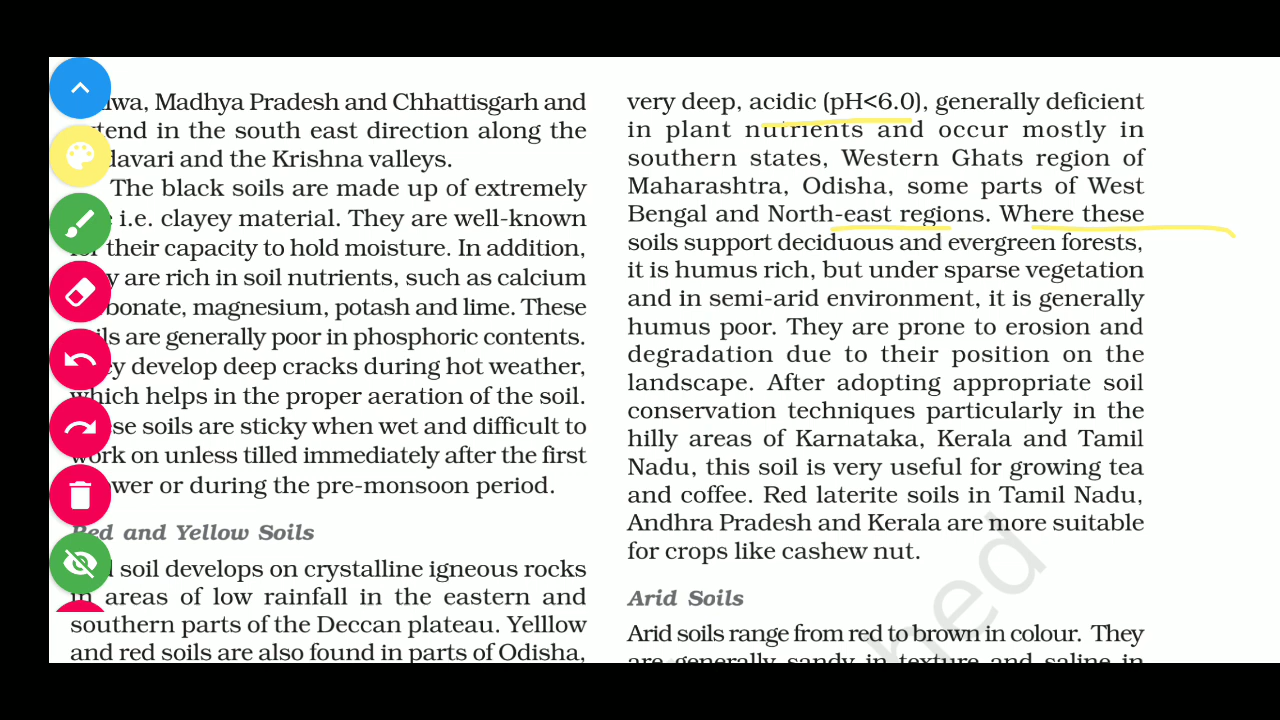 wa, Madhya Pradesh and Chhattisgarh and
tend in the south east direction along the
davari and the Krishna valleys.
The black soils are made up of extremely
i.e. clayey material. They are well-known
their capacity to hold moisture. In addition,
y are rich in soil nutrients, such as calcium
bonate, magnesium, potash and lime. These
ls are generally poor in phosphoric contents.
ey develop deep cracks during hot weather,
which helps in the proper aeration of the soil.
se soils are sticky when wet and difficult to
work on unless tilled immediately after the first
wer or during the pre-monsoon period.
Red and Yellow Soils
soil develops on crystalline igneous rocks
in areas of low rainfall in the eastern and
southern parts of the Deccan plateau. Yelllow
and red soils are also found in parts of Odisha,
very deep, acidic (pH<6.0), generally deficient
in plant nutrients and occur mostly in
southern states, Western Ghats region of
Maharashtra, Odisha, some parts of West
Bengal and North-east regions. Where these
soils support deciduous and evergreen forests,
it is humus rich, but under sparse vegetation
and in semi-arid environment, it is generally
humus poor. They are prone to erosion and
degradation due to their position on the
landscape. After adopting appropriate soil
conservation techniques particularly in the
hilly areas of Karnataka, Kerala and Tamil
Nadu, this soil is very useful for growing tea
and coffee. Red laterite soils in Tamil Nadu,
Andhra Pradesh and Kerala are more suitable
for crops like cashew nut.
Arid Soils
Arid soils range from red to brown in colour. They
are generally sandy in texture and saline in
hed